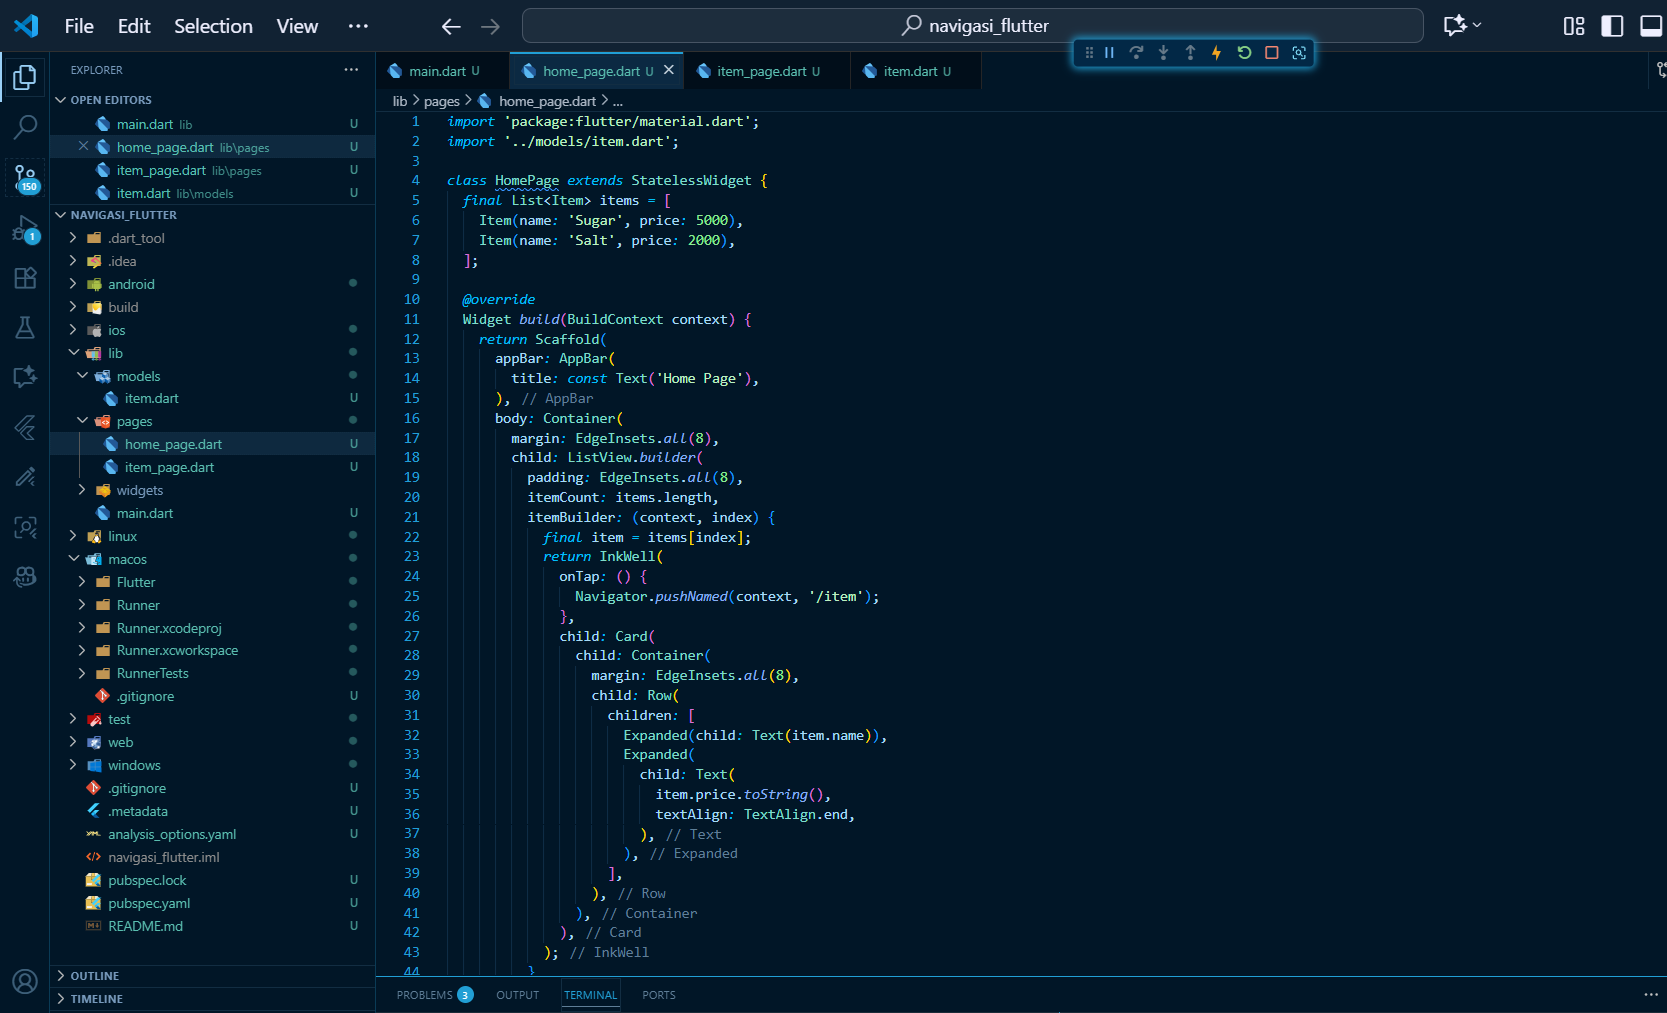 File Edit Selection View ··· navigasi_flutter
EXPLORER ···
OPEN EDITORS
main.dart lib U
home_page.dart lib\pages U
item_page.dart lib\pages U
item.dart lib\models U
NAVIGASI_FLUTTER
.dart_tool
.idea
android
build
ios
lib
models
item.dart U
pages
home_page.dart U
item_page.dart U
widgets
main.dart U
linux
macos
Flutter
Runner
Runner.xcodeproj
Runner.xcworkspace
RunnerTests
.gitignore U
test
web
windows
.gitignore U
.metadata U
analysis_options.yaml U
navigasi_flutter.iml
pubspec.lock U
pubspec.yaml U
README.md U
OUTLINE
TIMELINE
150
1
main.dart U home_page.dart U item_page.dart U item.dart U
lib > pages > home_page.dart > ...
1 import 'package:flutter/material.dart';
2 import '../models/item.dart';
3
4 class HomePage extends StatelessWidget {
5 final List<Item> items = [
6 Item(name: 'Sugar', price: 5000),
7 Item(name: 'Salt', price: 2000),
8 ];
9
10 @override
11 Widget build(BuildContext context) {
12 return Scaffold(
13 appBar: AppBar(
14 title: const Text('Home Page'),
15 ), // AppBar
16 body: Container(
17 margin: EdgeInsets.all(8),
18 child: ListView.builder(
19 padding: EdgeInsets.all(8),
20 itemCount: items.length,
21 itemBuilder: (context, index) {
22 final item = items[index];
23 return InkWell(
24 onTap: () {
25 Navigator.pushNamed(context, '/item');
26 },
27 child: Card(
28 child: Container(
29 margin: EdgeInsets.all(8),
30 child: Row(
31 children: [
32 Expanded(child: Text(item.name)),
33 Expanded(
34 child: Text(
35 item.price.toString(),
36 textAlign: TextAlign.end,
37 ), // Text
38 ), // Expanded
39 ],
40 ), // Row
41 ), // Container
42 ), // Card
43 ); // InkWell
44 }
PROBLEMS 3 OUTPUT TERMINAL PORTS ···